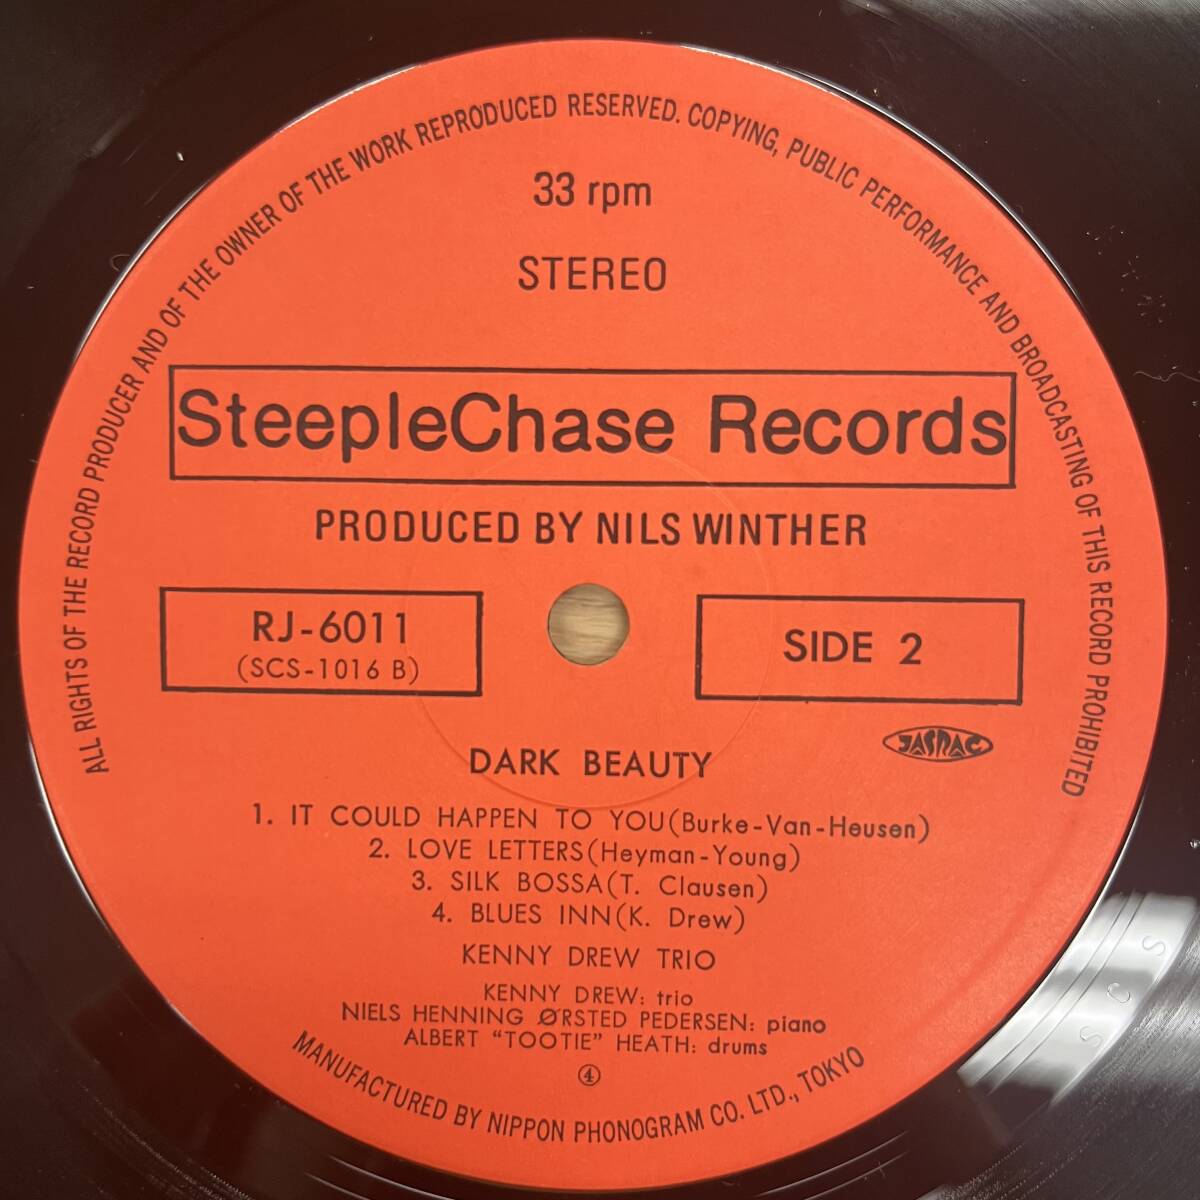 ALL RIGHTS OF THE RECORD PRODUCER AND OF THE OWNER OF THE WORK REPRODUCED RESERVED. COPYING, PUBLIC PERFORMANCE AND BROADCASTING OF THIS RECORD PROHIBITED
33 rpm
STEREO
SteepleChase Records
PRODUCED BY NILS WINTHER
RJ-6011
(SCS-1016 B)
SIDE 2
JASRAC
DARK BEAUTY
1. IT COULD HAPPEN TO YOU(Burke-Van-Heusen)
2. LOVE LETTERS(Heyman-Young)
3. SILK BOSSA(T. Clausen)
4. BLUES INN(K. Drew)
KENNY DREW TRIO
KENNY DREW: trio
NIELS HENNING ØRSTED PEDERSEN: piano
ALBERT "TOOTIE" HEATH: drums
④
MANUFACTURED BY NIPPON PHONOGRAM CO. LTD., TOKYO
S C S